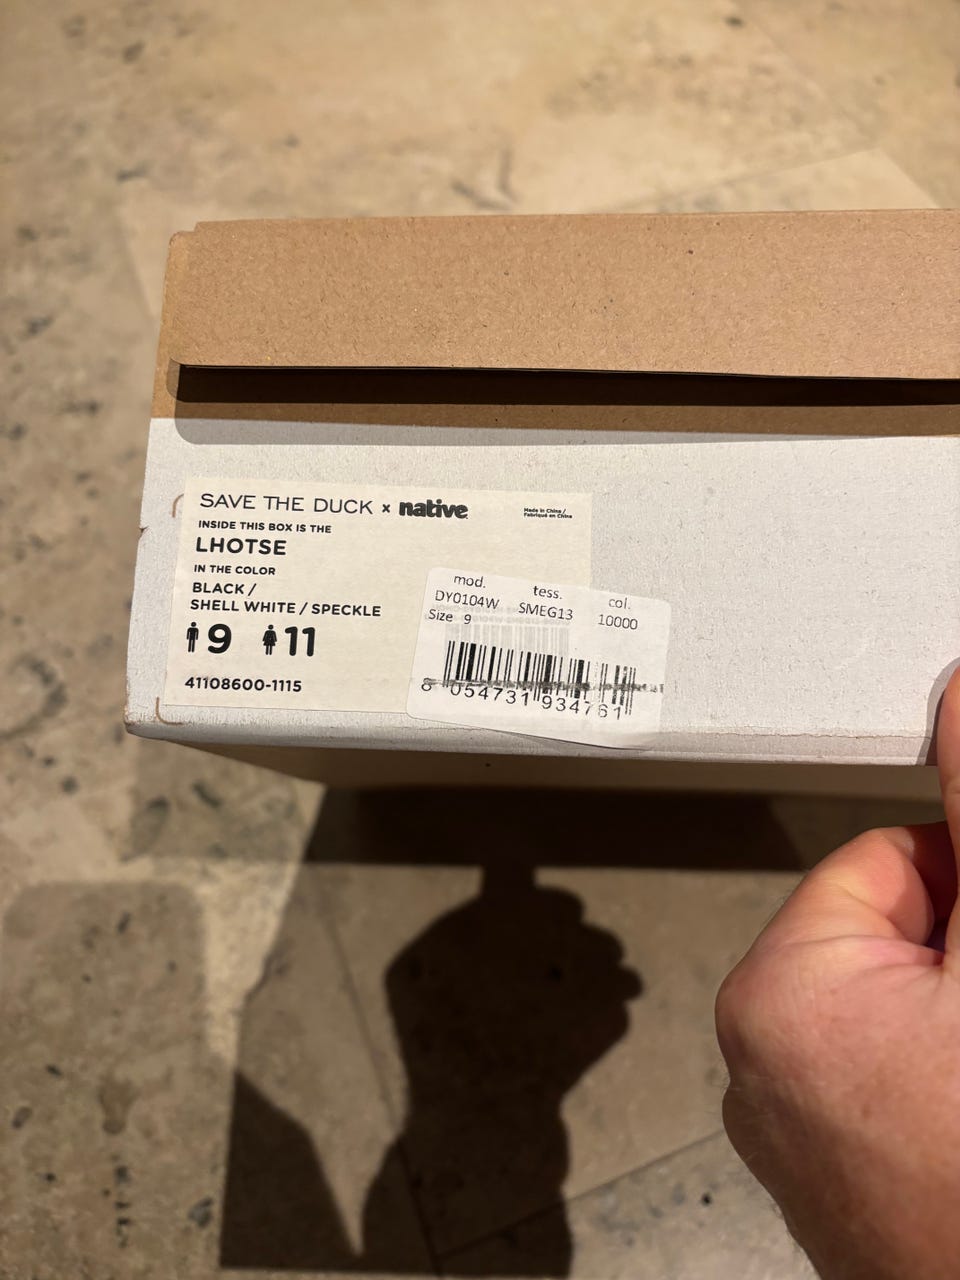 SAVE THE DUCK x native
Made in China /
Fabriqué en China
INSIDE THIS BOX IS THE
LHOTSE
IN THE COLOR
BLACK /
SHELL WHITE / SPECKLE
9 11
41108600-1115
mod. tess. col.
DY0104W SMEG13 10000
Size 9
8 054731 934761